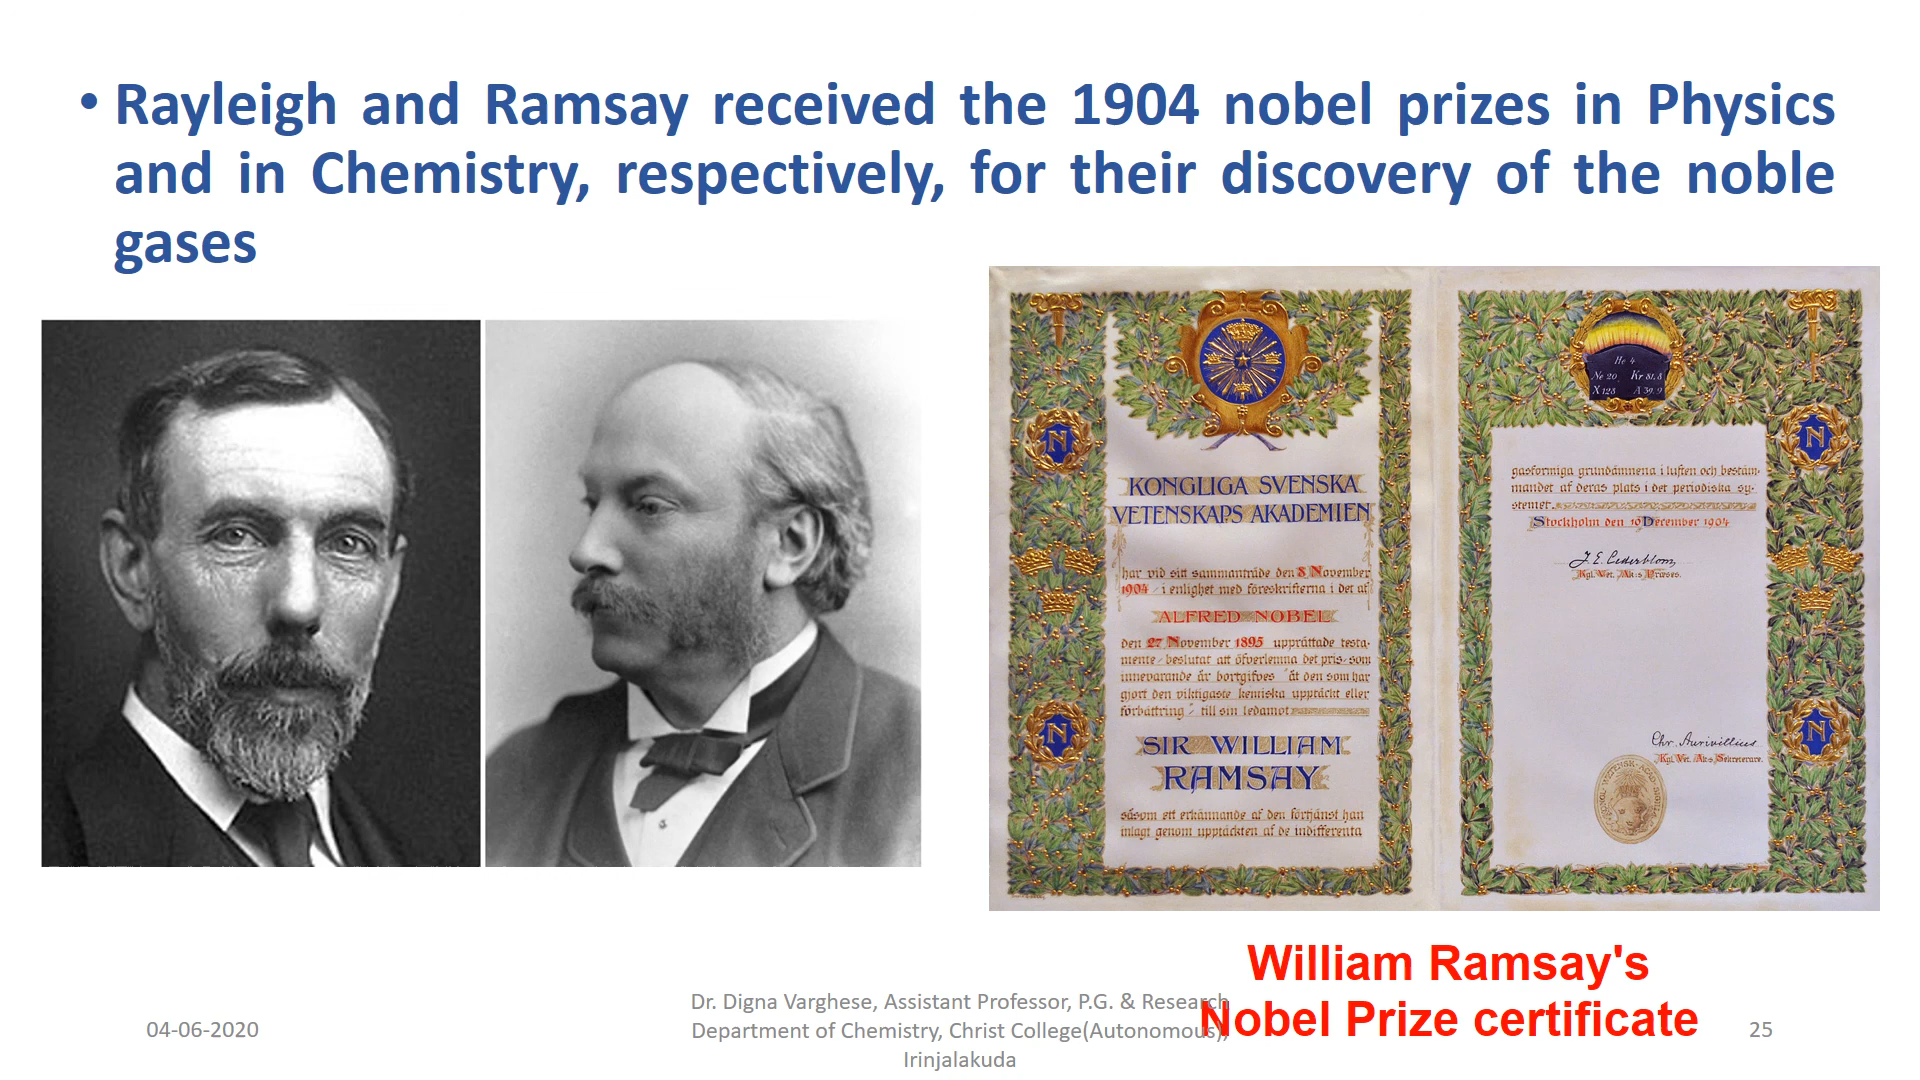 • Rayleigh and Ramsay received the 1904 nobel prizes in Physics
and in Chemistry, respectively, for their discovery of the noble
gases
He 4
Ne 20 Kr 81.8
X 128 A 39.9
N
N
N
N
KONGLIGA SVENSKA
VETENSKAPS AKADEMIEN
har vid sitt sammanträde den 8 November
1904 i enlighet med föreskrifterna i det af
ALFRED NOBEL
den 27 November 1895 upprättade testa-
mente beslutat att öfverlemna det pris som
innevarande år bortgifves "åt den som har
gjort den viktigaste kemiska upptäckt eller
förbättring" till sin ledamot
SIR WILLIAM
RAMSAY
såsom ett erkännande af den förtjänst han
inlagt genom upptäckten af de indifferenta
gasformiga grundämnena i luften och bestäm-
mandet af deras plats i det periodiska sy-
stemet.
Stockholm den 10 December 1904
J. E. Cederblom,
Kgl. Vet. Ak:s Præses.
Chr. Aurivillius
Kgl. Vet. Ak:s Sekreterare.
William Ramsay's
Nobel Prize certificate
04-06-2020
Dr. Digna Varghese, Assistant Professor, P.G. & Research
Department of Chemistry, Christ College(Autonomous),
Irinjalakuda
25